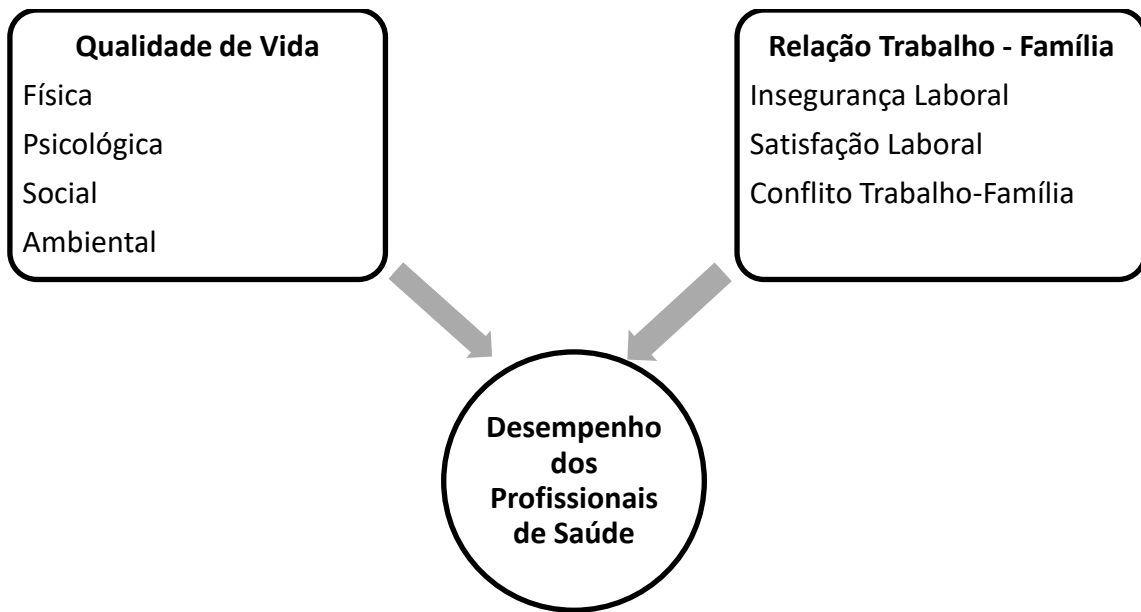 Qualidade de Vida
Física
Psicológica
Social
Ambiental
Relação Trabalho - Família
Insegurança Laboral
Satisfação Laboral
Conflito Trabalho-Família
Desempenho
dos
Profissionais
de Saúde